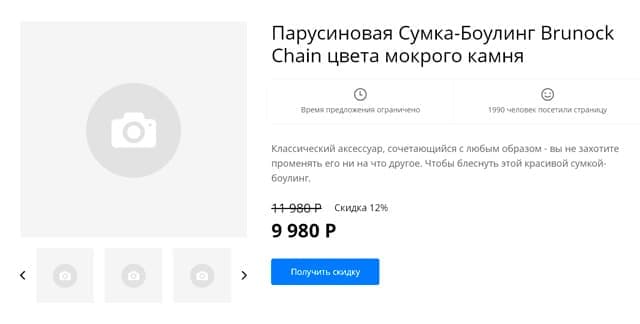 Парусиновая Сумка-Боулинг Brunock
Chain цвета мокрого камня
Время предложения ограничено
1990 человек посетили страницу
Классический аксессуар, сочетающийся с любым образом - вы не захотите
променять его ни на что другое. Чтобы блеснуть этой красивой сумкой-
боулинг.
11 980 Р Скидка 12%
9 980 Р
Получить скидку